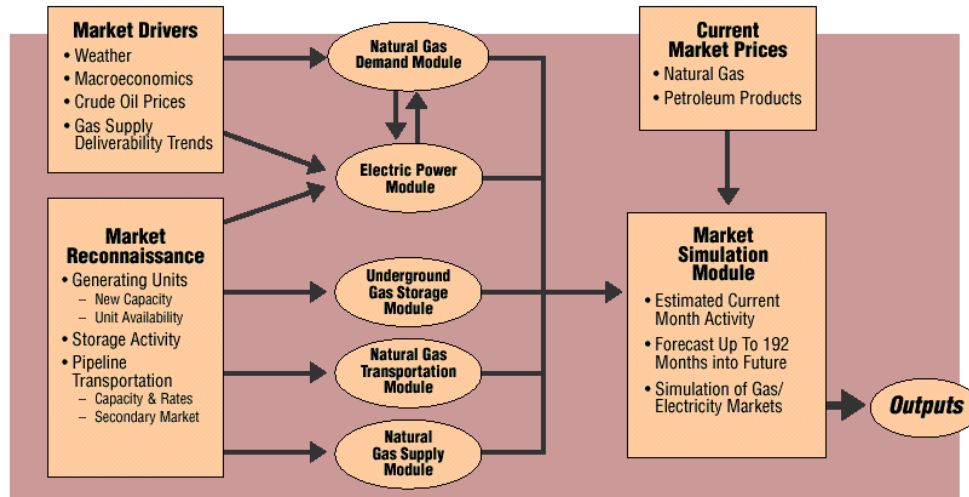 Market Drivers
• Weather
• Macroeconomics
• Crude Oil Prices
• Gas Supply
Deliverability Trends
Market
Reconnaissance
• Generating Units
– New Capacity
– Unit Availability
• Storage Activity
• Pipeline
Transportation
– Capacity & Rates
– Secondary Market
Natural Gas
Demand Module
Electric Power
Module
Underground
Gas Storage
Module
Natural Gas
Transportation
Module
Natural
Gas Supply
Module
Current
Market Prices
• Natural Gas
• Petroleum Products
Market
Simulation
Module
• Estimated Current
Month Activity
• Forecast Up To 192
Months into Future
• Simulation of Gas/
Electricity Markets
Outputs